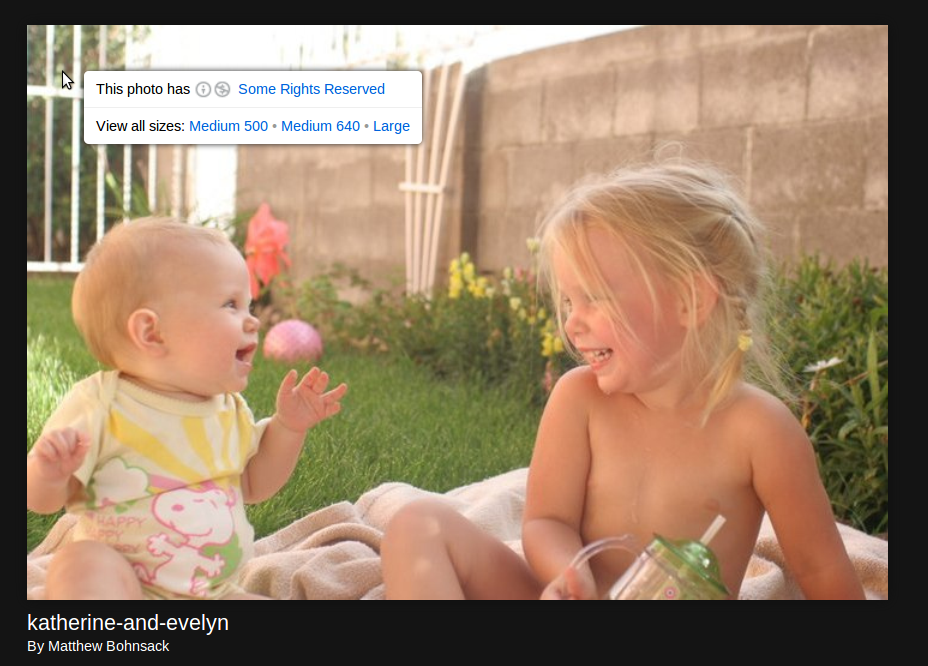 This photo has Some Rights Reserved
View all sizes: Medium 500 • Medium 640 • Large
HAPPY
katherine-and-evelyn
By Matthew Bohnsack